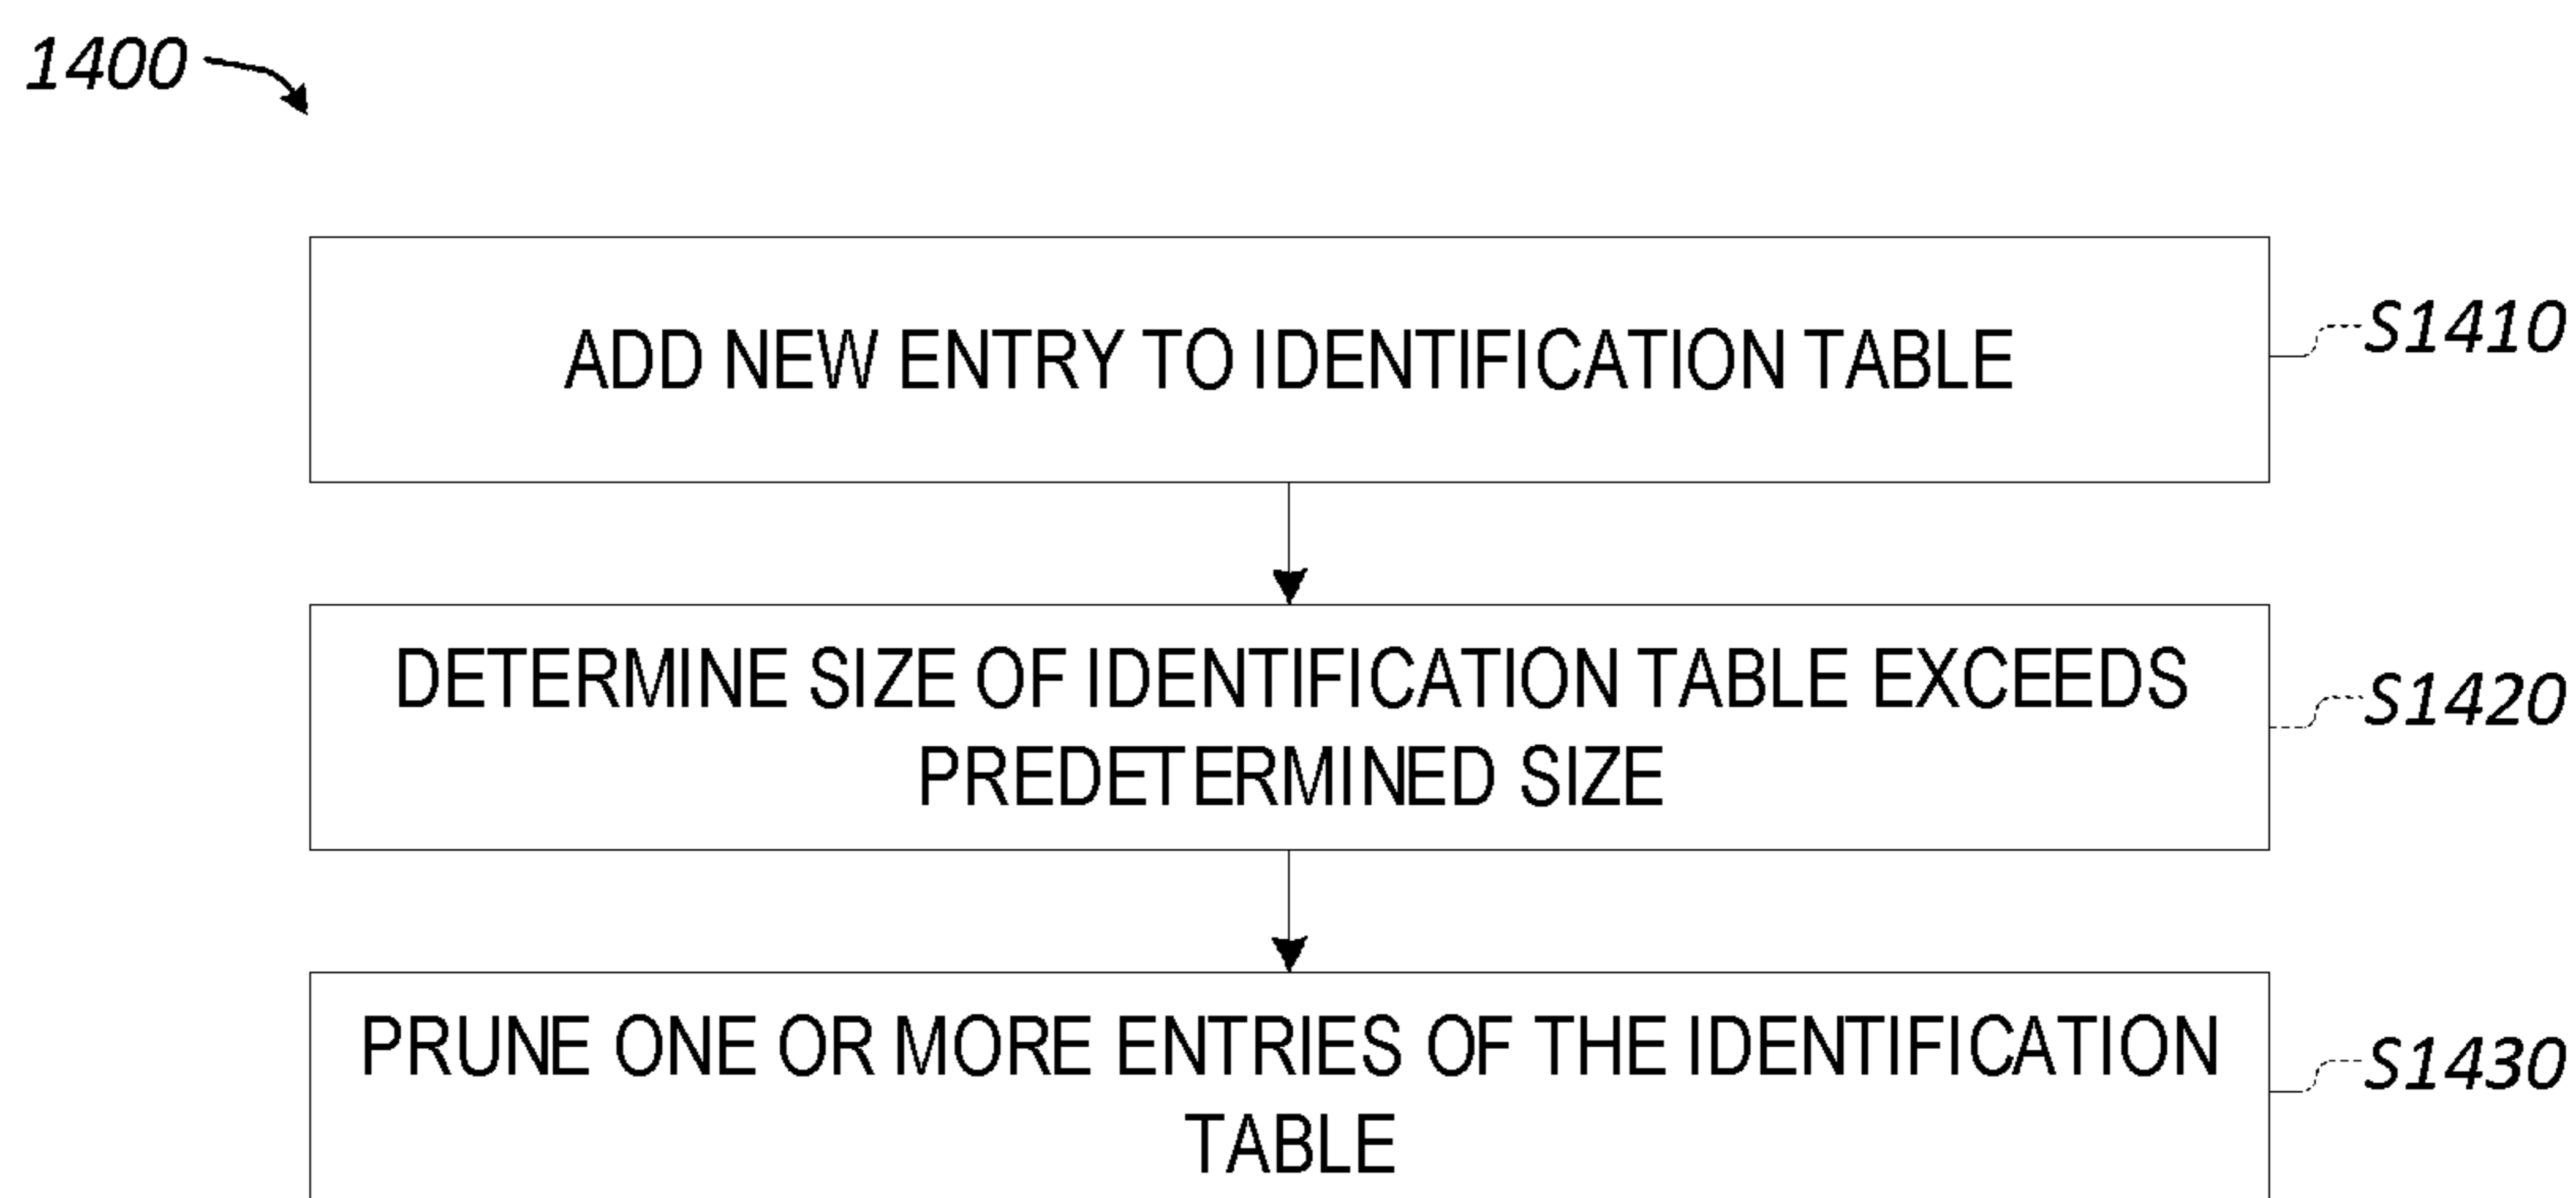 1400
ADD NEW ENTRY TO IDENTIFICATION TABLE
S1410
DETERMINE SIZE OF IDENTIFICATION TABLE EXCEEDS
PREDETERMINED SIZE
S1420
PRUNE ONE OR MORE ENTRIES OF THE IDENTIFICATION
TABLE
S1430